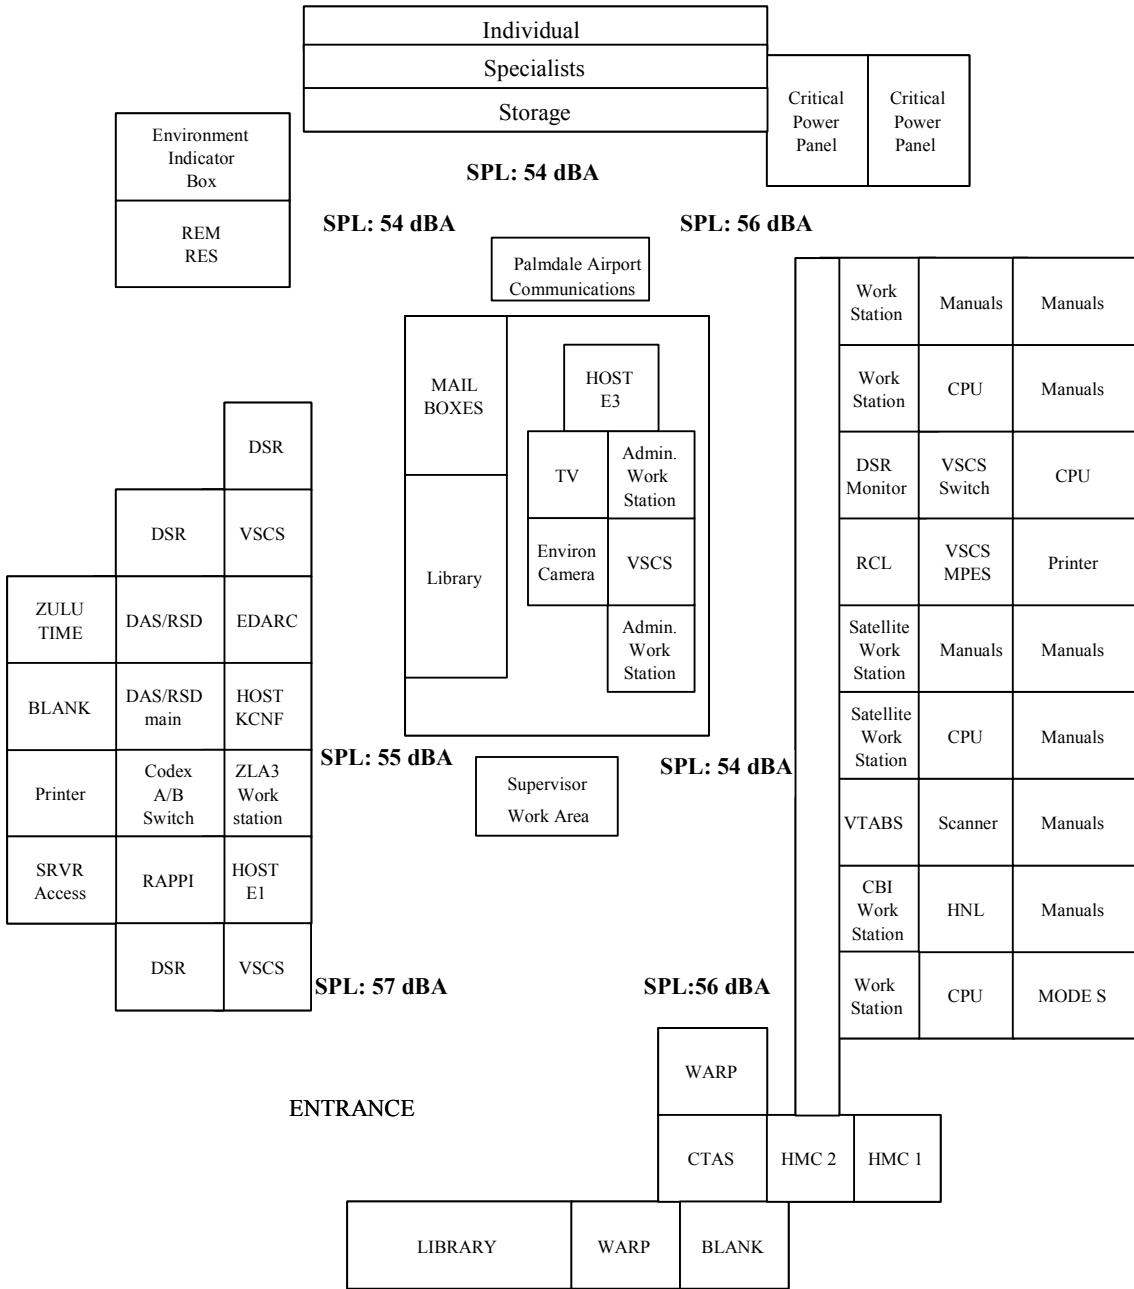 Individual
Specialists
Storage
Critical
Power
Panel
Critical
Power
Panel
Environment
Indicator
Box
REM
RES
SPL: 54 dBA
SPL: 54 dBA
SPL: 56 dBA
Palmdale Airport
Communications
MAIL
BOXES
Library
HOST
E3
TV
Admin.
Work
Station
Environ
Camera
VSCS
Admin.
Work
Station
DSR
DSR
VSCS
ZULU
TIME
DAS/RSD
EDARC
BLANK
DAS/RSD
main
HOST
KCNF
Printer
Codex
A/B
Switch
ZLA3
Work
station
SRVR
Access
RAPPI
HOST
E1
DSR
VSCS
SPL: 55 dBA
SPL: 54 dBA
Supervisor
Work Area
SPL: 57 dBA
SPL:56 dBA
Work
Station
Manuals
Manuals
Work
Station
CPU
Manuals
DSR
Monitor
VSCS
Switch
CPU
RCL
VSCS
MPES
Printer
Satellite
Work
Station
Manuals
Manuals
Satellite
Work
Station
CPU
Manuals
VTABS
Scanner
Manuals
CBI
Work
Station
HNL
Manuals
Work
Station
CPU
MODE S
ENTRANCE
WARP
CTAS
HMC 2
HMC 1
LIBRARY
WARP
BLANK